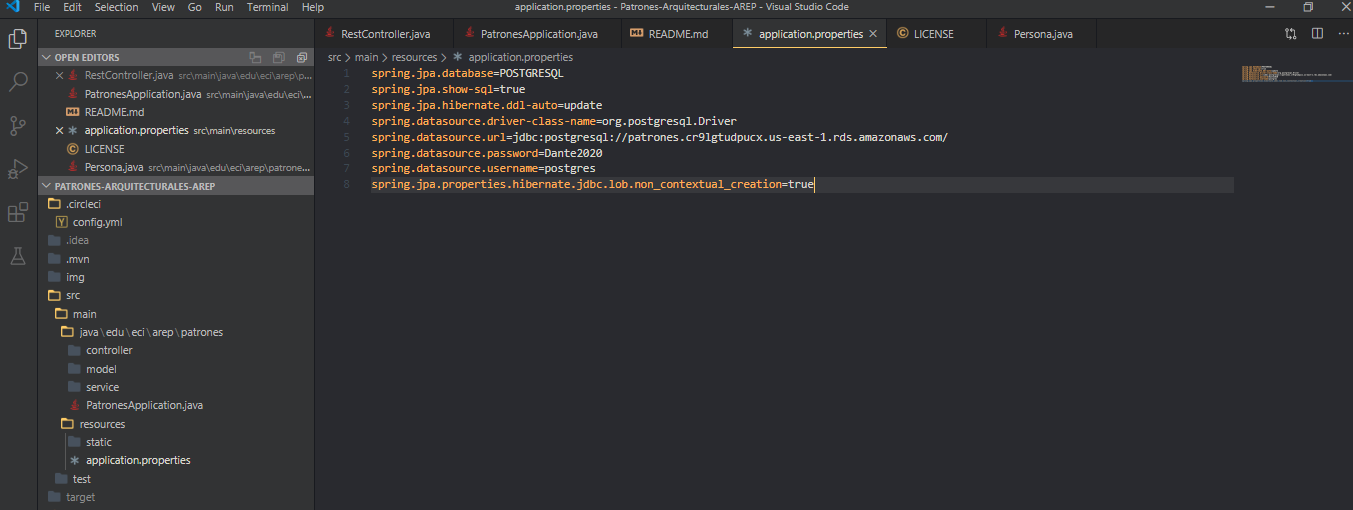 File Edit Selection View Go Run Terminal Help
application.properties - Patrones-Arquitecturales-AREP - Visual Studio Code
EXPLORER
OPEN EDITORS
RestController.java src\main\java\edu\eci\arep\p...
PatronesApplication.java src\main\java\edu\eci\...
README.md
application.properties src\main\resources
LICENSE
Persona.java src\main\java\edu\eci\arep\patrone...
PATRONES-ARQUITECTURALES-AREP
.circleci
config.yml
.idea
.mvn
img
src
main
java\edu\eci\arep\patrones
controller
model
service
PatronesApplication.java
resources
static
application.properties
test
target
RestController.java PatronesApplication.java README.md application.properties LICENSE Persona.java
src > main > resources > application.properties
1 spring.jpa.database=POSTGRESQL
2 spring.jpa.show-sql=true
3 spring.jpa.hibernate.ddl-auto=update
4 spring.datasource.driver-class-name=org.postgresql.Driver
5 spring.datasource.url=jdbc:postgresql://patrones.cr9lgtudpucx.us-east-1.rds.amazonaws.com/
6 spring.datasource.password=Dante2020
7 spring.datasource.username=postgres
8 spring.jpa.properties.hibernate.jdbc.lob.non_contextual_creation=true